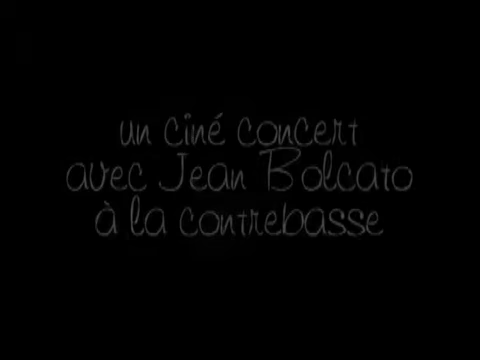 un ciné concert
avec Jean Bolcato
à la contrebasse